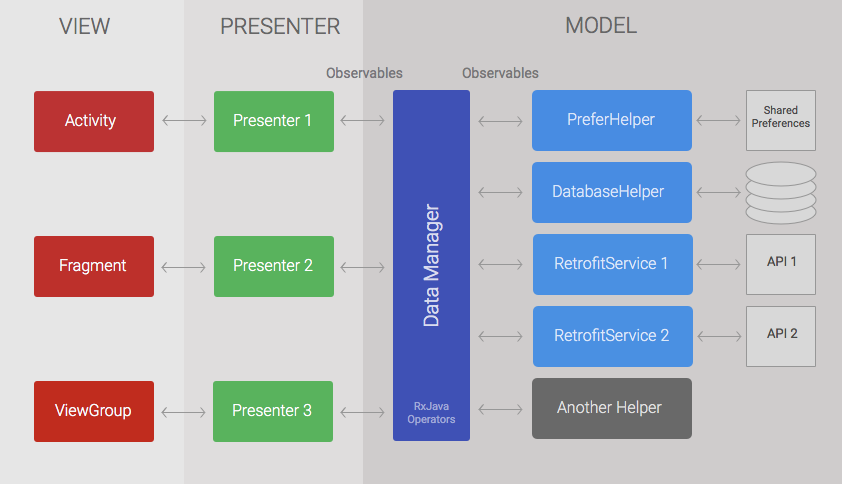 VIEW
PRESENTER
MODEL
Observables
Observables
Activity
Presenter 1
PreferHelper
Shared
Preferences
DatabaseHelper
Fragment
Presenter 2
Data Manager
RetrofitService 1
API 1
RetrofitService 2
API 2
ViewGroup
Presenter 3
RxJava
Operators
Another Helper